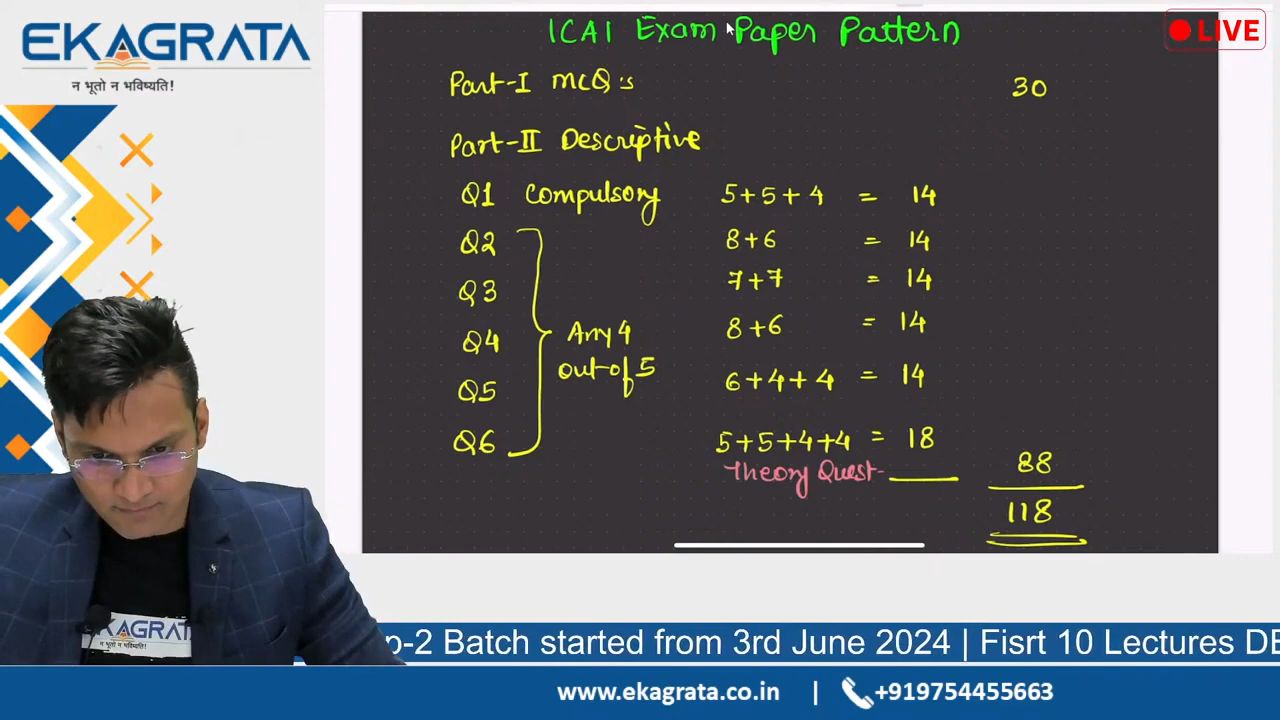 EKAGRATA
न भूतो न भविष्यति!
LIVE
ICAI Exam Paper Pattern
Part-I MCQ's 30
Part-II Descriptive
Q1 Compulsory 5+5+4 = 14
Q2 8+6 = 14
Q3 7+7 = 14
Q4 Any 4 8+6 = 14
out of 5
Q5 6+4+4 = 14
Q6 5+5+4+4 = 18
Theory Quest-
88
118
EKAGRATA
न भूतो न भविष्यति!
p-2 Batch started from 3rd June 2024 | Fisrt 10 Lectures DE
www.ekagrata.co.in | +919754455663